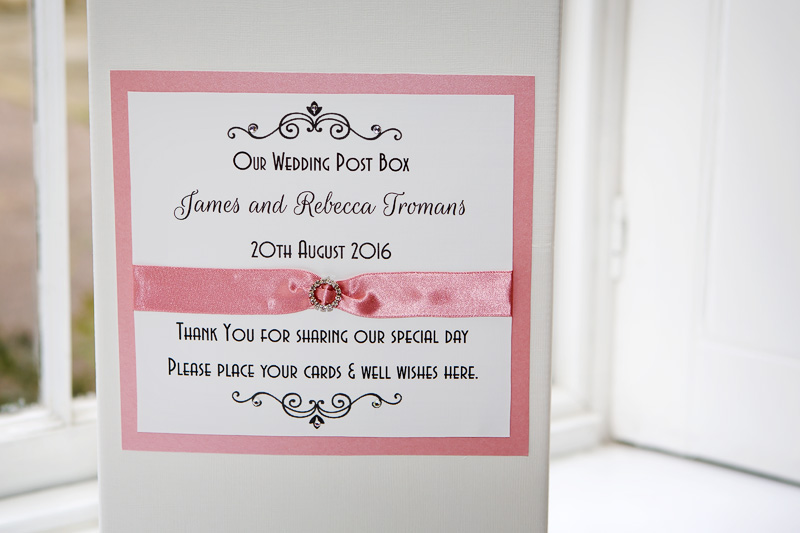 Our Wedding Post Box
James and Rebecca Tromans
20th August 2016
Thank You for sharing our special day
Please place your cards & well wishes here.